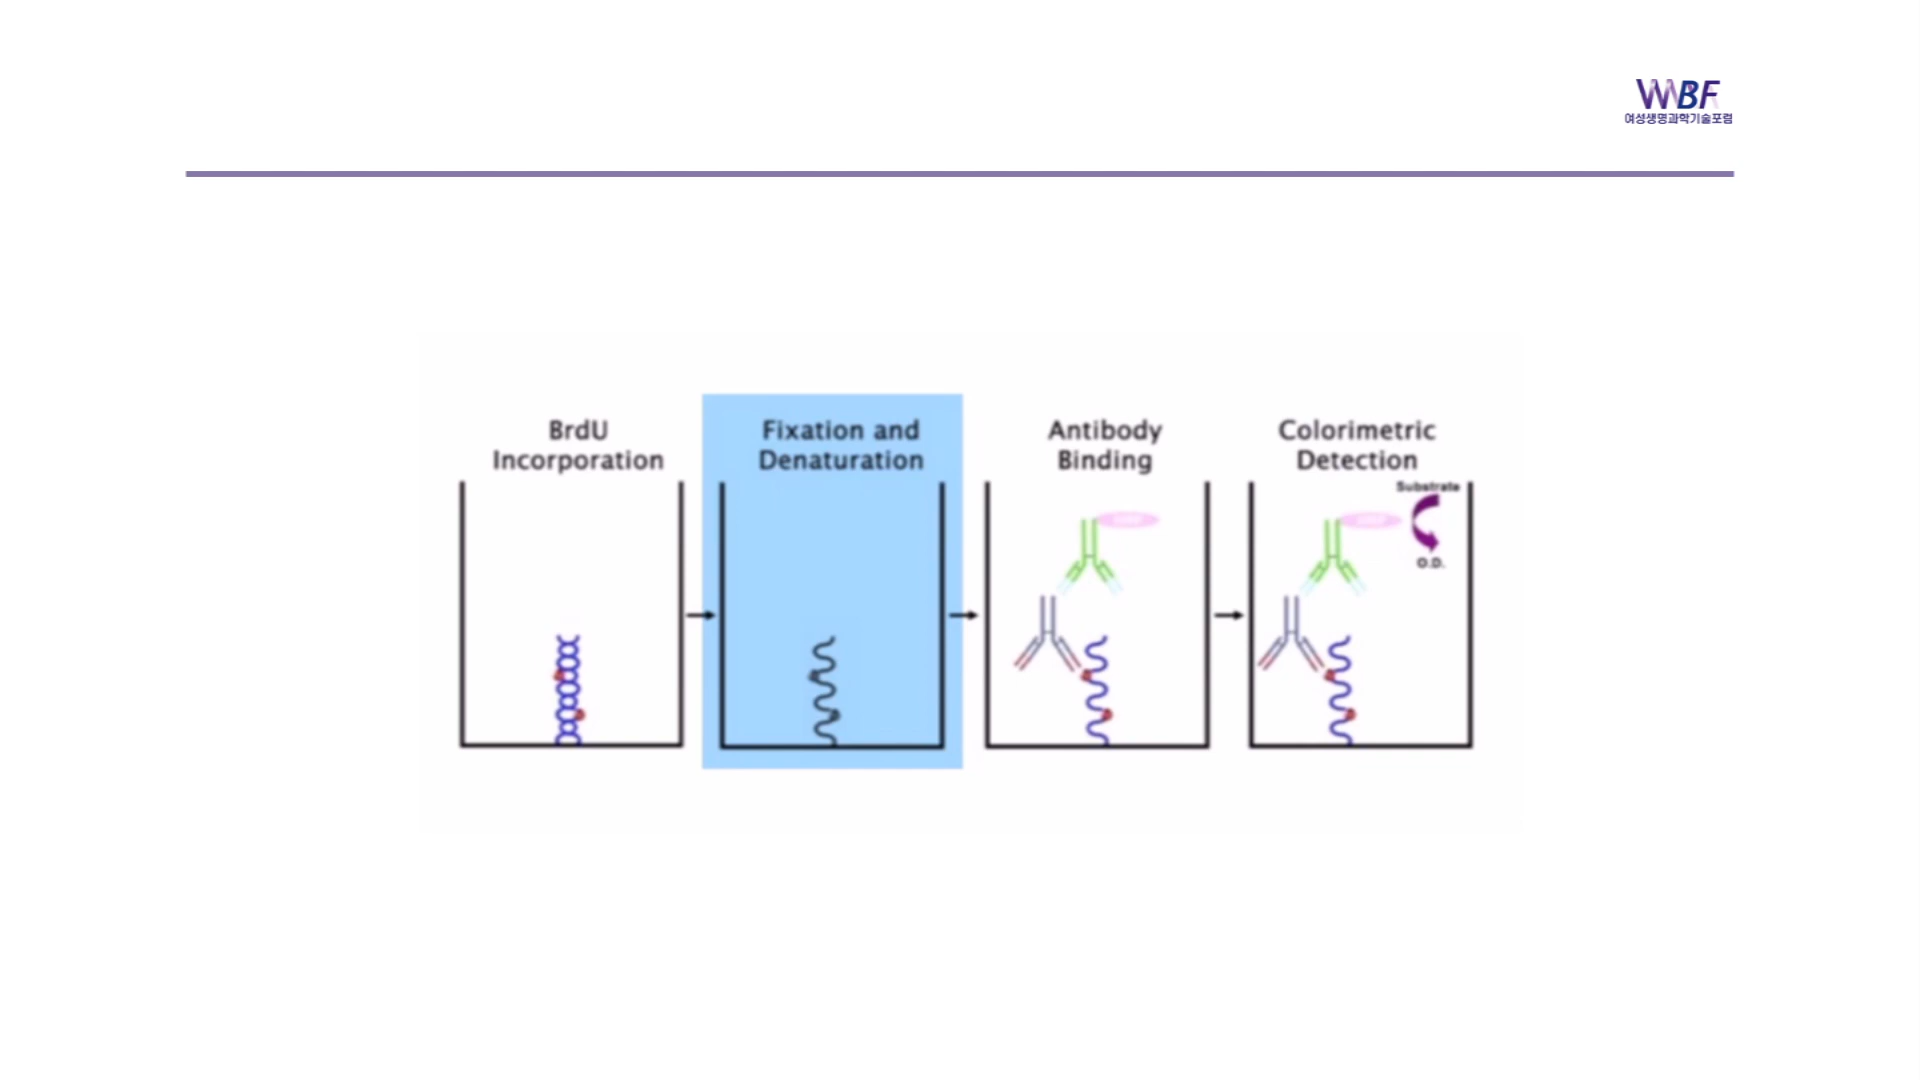 WBF
여성생명과학기술포럼
BrdU
Incorporation
Fixation and
Denaturation
Antibody
Binding
Colorimetric
Detection
Substrate
O.D.